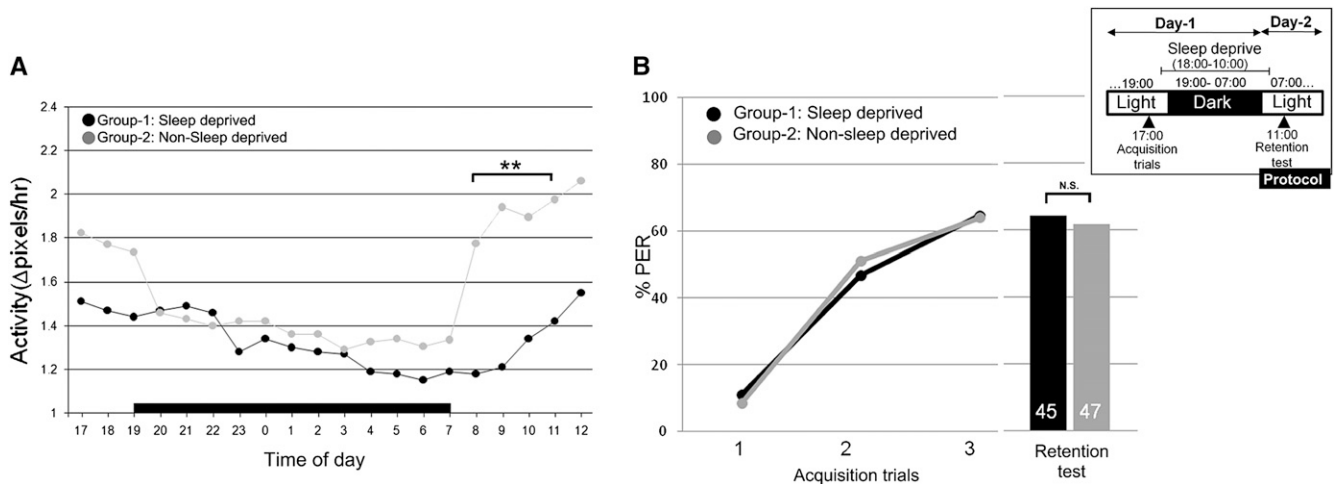 A
2.4
2.2
2
1.8
1.6
1.4
1.2
1
Activity(Δpixels/hr)
Group-1: Sleep deprived
Group-2: Non-Sleep deprived
**
17 18 19 20 21 22 23 0 1 2 3 4 5 6 7 8 9 10 11 12
Time of day
B
100
80
60
40
20
0
% PER
Group-1: Sleep deprived
Group-2: Non-sleep deprived
1 2 3
Acquisition trials
N.S.
45 47
Retention
test
Day-1 Day-2
Sleep deprive
(18:00-10:00)
...19:00 19:00- 07:00 07:00...
Light Dark Light
17:00 11:00
Acquisition Retention
trials test
Protocol